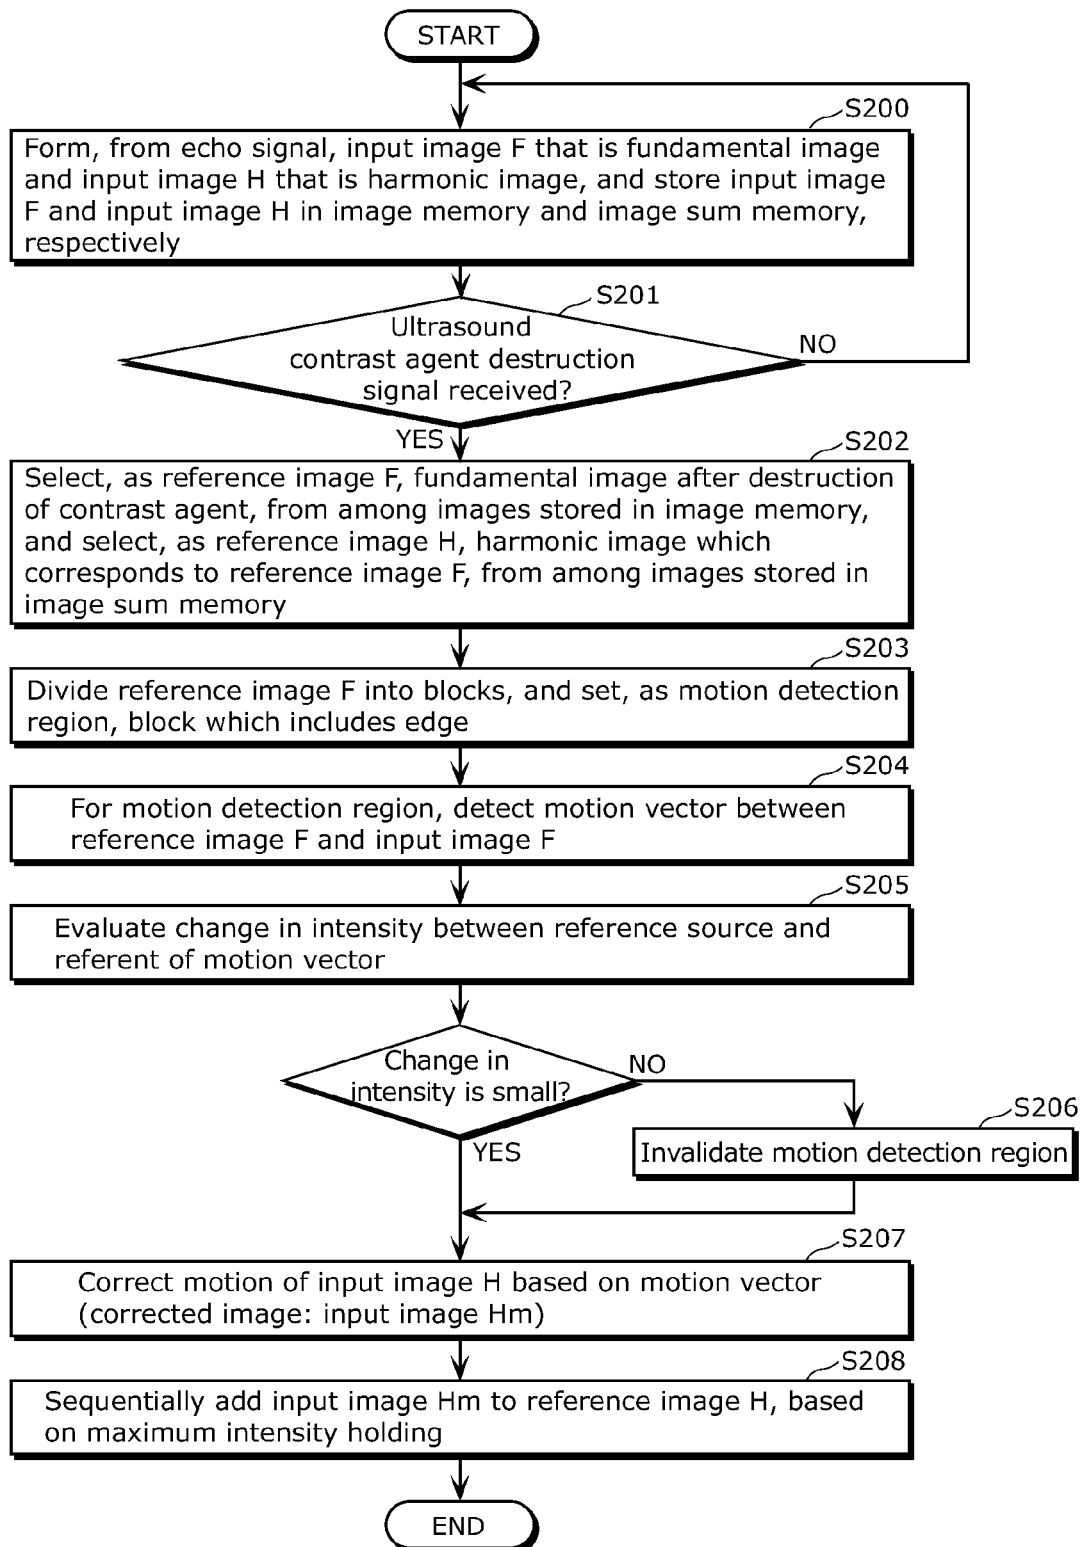 START
S200
Form, from echo signal, input image F that is fundamental image
and input image H that is harmonic image, and store input image
F and input image H in image memory and image sum memory,
respectively
S201
Ultrasound
contrast agent destruction
signal received?
NO
YES
S202
Select, as reference image F, fundamental image after destruction
of contrast agent, from among images stored in image memory,
and select, as reference image H, harmonic image which
corresponds to reference image F, from among images stored in
image sum memory
S203
Divide reference image F into blocks, and set, as motion detection
region, block which includes edge
S204
For motion detection region, detect motion vector between
reference image F and input image F
S205
Evaluate change in intensity between reference source and
referent of motion vector
Change in
intensity is small?
NO
YES
S206
Invalidate motion detection region
S207
Correct motion of input image H based on motion vector
(corrected image: input image Hm)
S208
Sequentially add input image Hm to reference image H, based
on maximum intensity holding
END